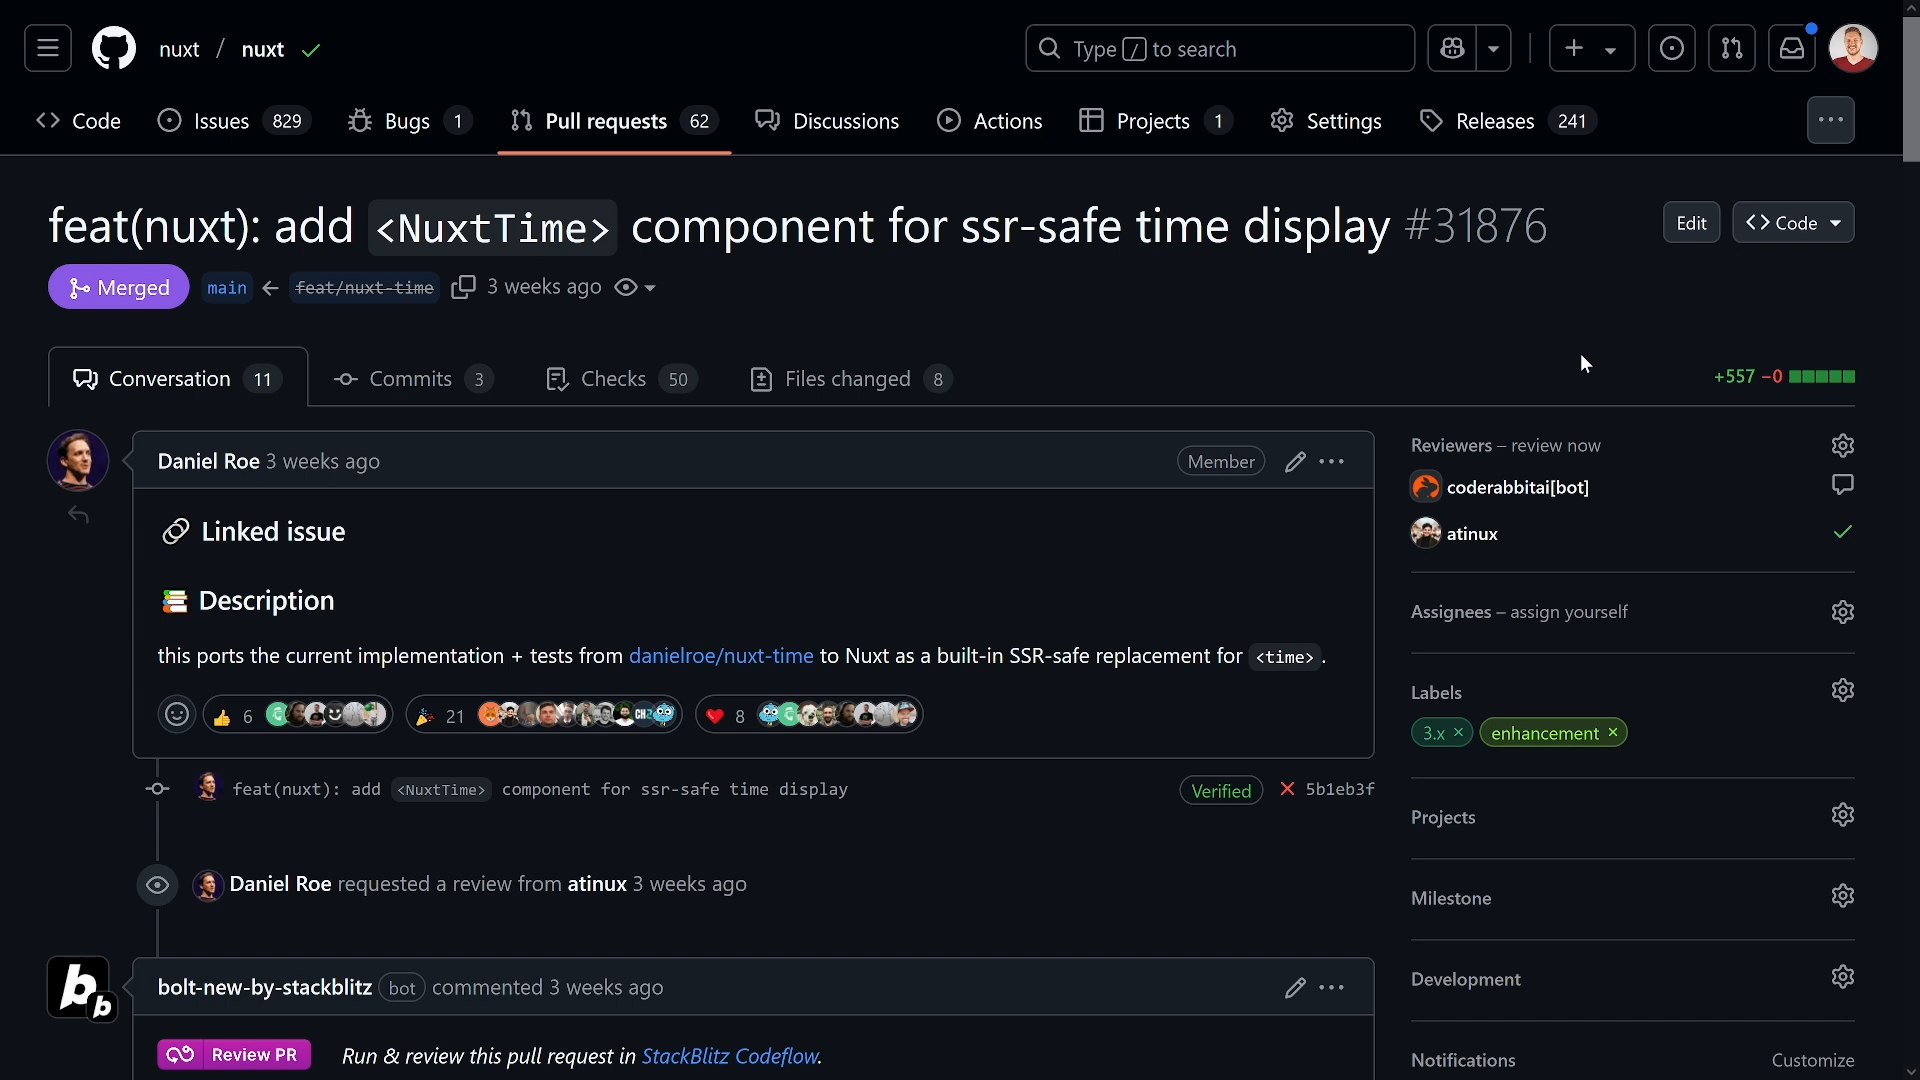 nuxt / nuxt
Type / to search
Code
Issues 829
Bugs 1
Pull requests 62
Discussions
Actions
Projects 1
Settings
Releases 241
feat(nuxt): add <NuxtTime> component for ssr-safe time display #31876
Edit
<> Code
Merged
main ← feat/nuxt-time
3 weeks ago
Conversation 11
Commits 3
Checks 50
Files changed 8
+557 −0
Daniel Roe 3 weeks ago
Member
Linked issue
Description
this ports the current implementation + tests from danielroe/nuxt-time to Nuxt as a built-in SSR-safe replacement for <time> .
6
21
8
feat(nuxt): add <NuxtTime> component for ssr-safe time display
Verified
5b1eb3f
Daniel Roe requested a review from atinux 3 weeks ago
bolt-new-by-stackblitz bot commented 3 weeks ago
Review PR
Run & review this pull request in StackBlitz Codeflow.
Reviewers – review now
coderabbitai[bot]
atinux
Assignees – assign yourself
Labels
3.x ×
enhancement ×
Projects
Milestone
Development
Notifications
Customize